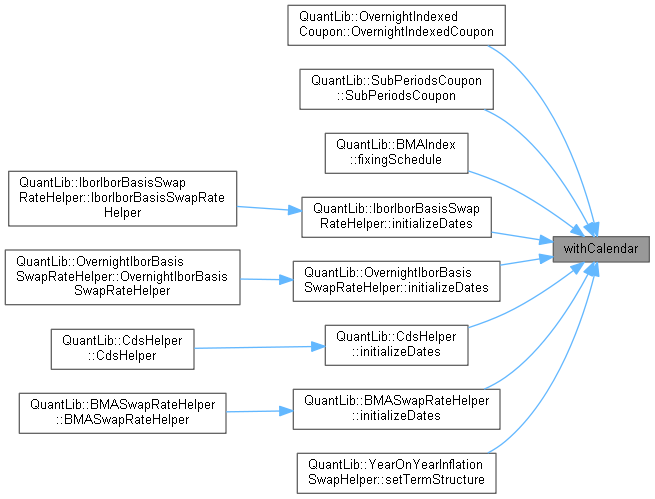 QuantLib::OvernightIndexed
Coupon::OvernightIndexedCoupon
QuantLib::SubPeriodsCoupon
::SubPeriodsCoupon
QuantLib::BMAIndex
::fixingSchedule
QuantLib::IborIborBasisSwap
RateHelper::IborIborBasisSwapRate
Helper
QuantLib::IborIborBasisSwap
RateHelper::initializeDates
withCalendar
QuantLib::OvernightIborBasis
SwapRateHelper::OvernightIborBasis
SwapRateHelper
QuantLib::OvernightIborBasis
SwapRateHelper::initializeDates
QuantLib::CdsHelper
::CdsHelper
QuantLib::CdsHelper
::initializeDates
QuantLib::BMASwapRateHelper
::BMASwapRateHelper
QuantLib::BMASwapRateHelper
::initializeDates
QuantLib::YearOnYearInflation
SwapHelper::setTermStructure